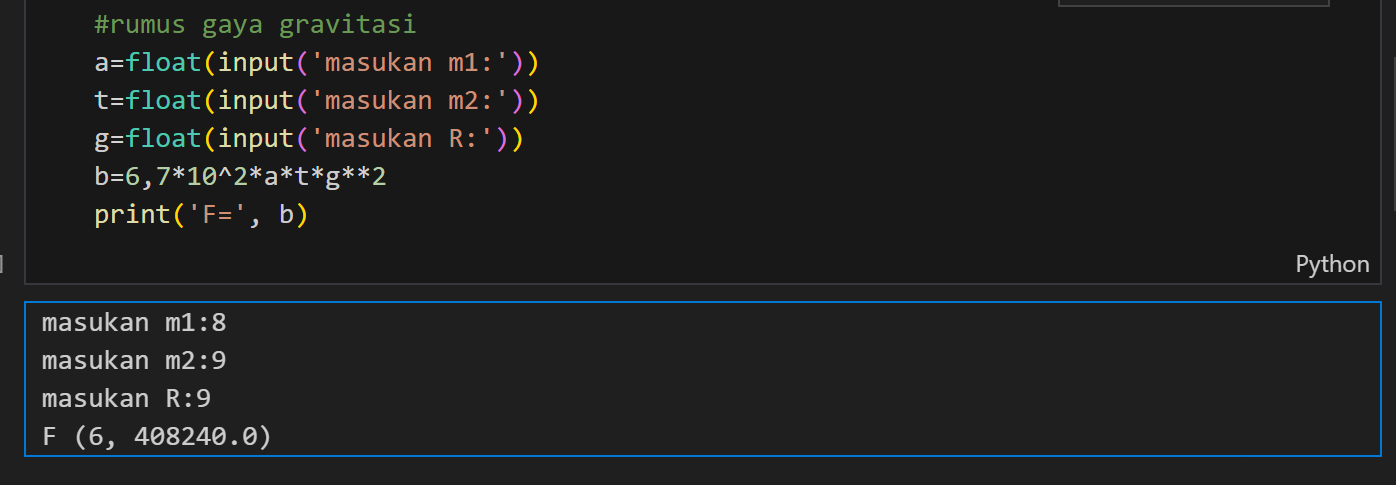 #rumus gaya gravitasi
a=float(input('masukan m1:'))
t=float(input('masukan m2:'))
g=float(input('masukan R:'))
b=6,7*10^2*a*t*g**2
print('F=', b)
Python
masukan m1:8
masukan m2:9
masukan R:9
F (6, 408240.0)